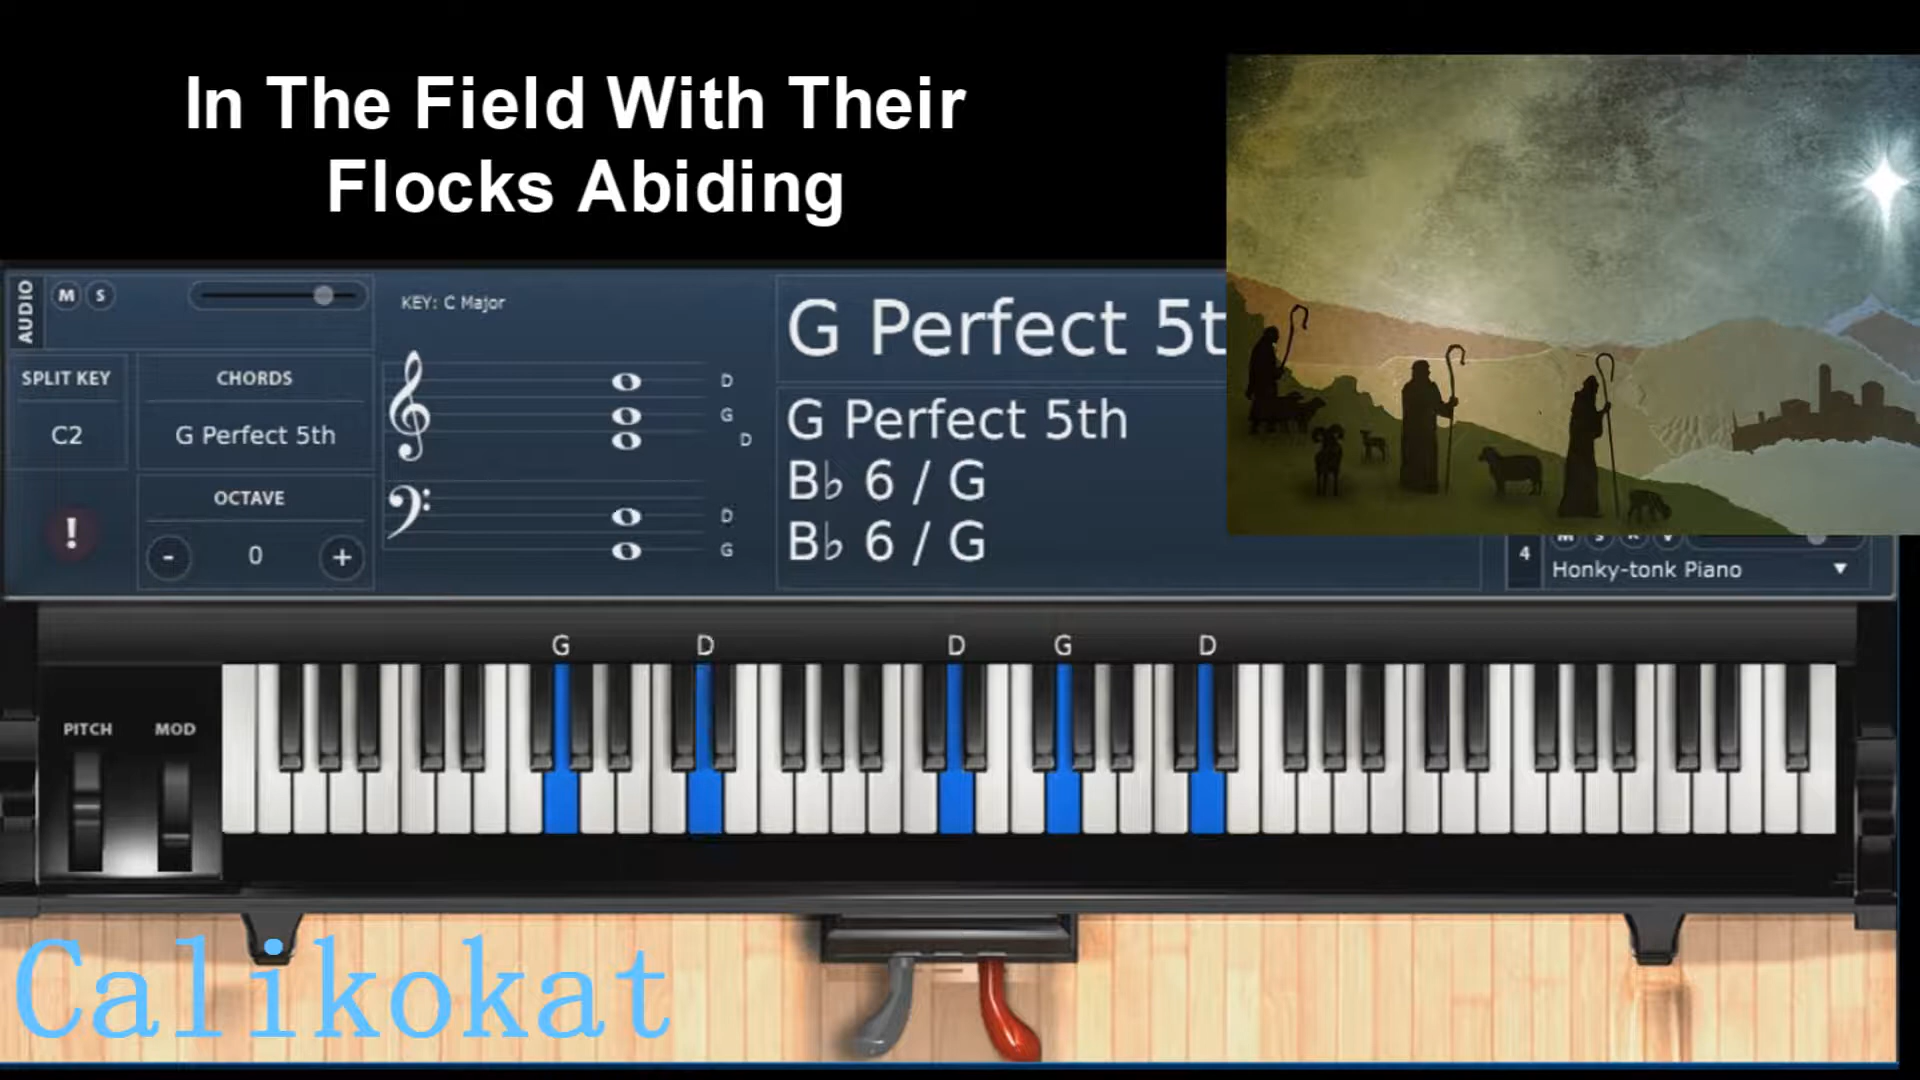 In The Field With Their
Flocks Abiding
AUDIO
M S
KEY: C Major
G Perfect 5t
SPLIT KEY
CHORDS
C2
G Perfect 5th
OCTAVE
!
- 0 +
D
G
D
D
G
G Perfect 5th
B♭ 6 / G
B♭ 6 / G
4
Honky-tonk Piano
G D D G D
PITCH MOD
Calikokat